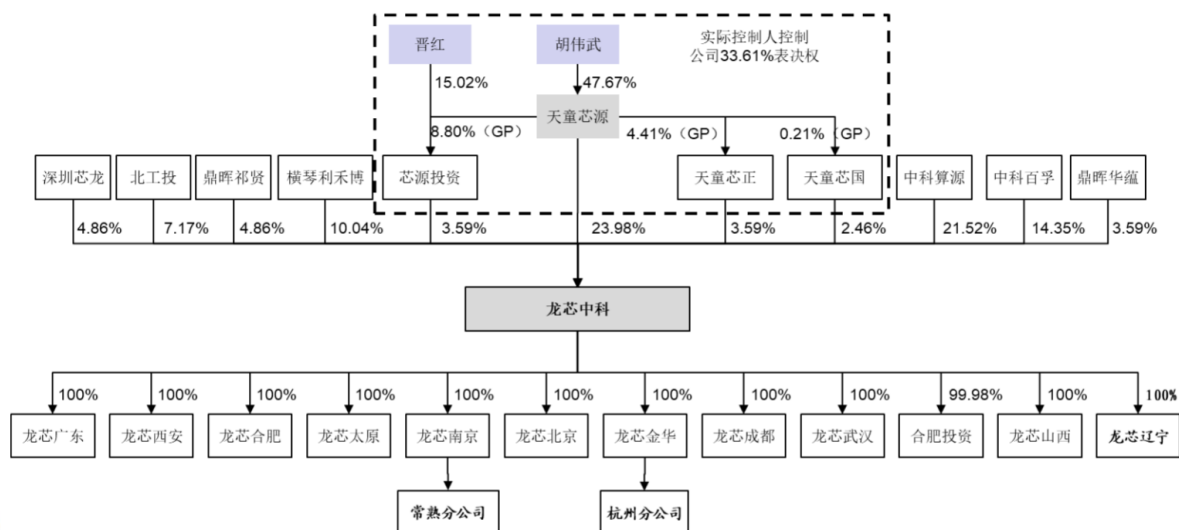 晋红
胡伟武
实际控制人控制
公司33.61%表决权
15.02%
47.67%
天童芯源
8.80%（GP）
4.41%（GP）
0.21%（GP）
深圳芯龙
北工投
鼎晖祁贤
横琴利禾博
芯源投资
天童芯正
天童芯国
中科算源
中科百孚
鼎晖华蕴
4.86%
7.17%
4.86%
10.04%
3.59%
23.98%
3.59%
2.46%
21.52%
14.35%
3.59%
龙芯中科
100%
100%
100%
100%
100%
100%
100%
100%
100%
99.98%
100%
100%
龙芯广东
龙芯西安
龙芯合肥
龙芯太原
龙芯南京
龙芯北京
龙芯金华
龙芯成都
龙芯武汉
合肥投资
龙芯山西
龙芯辽宁
常熟分公司
杭州分公司